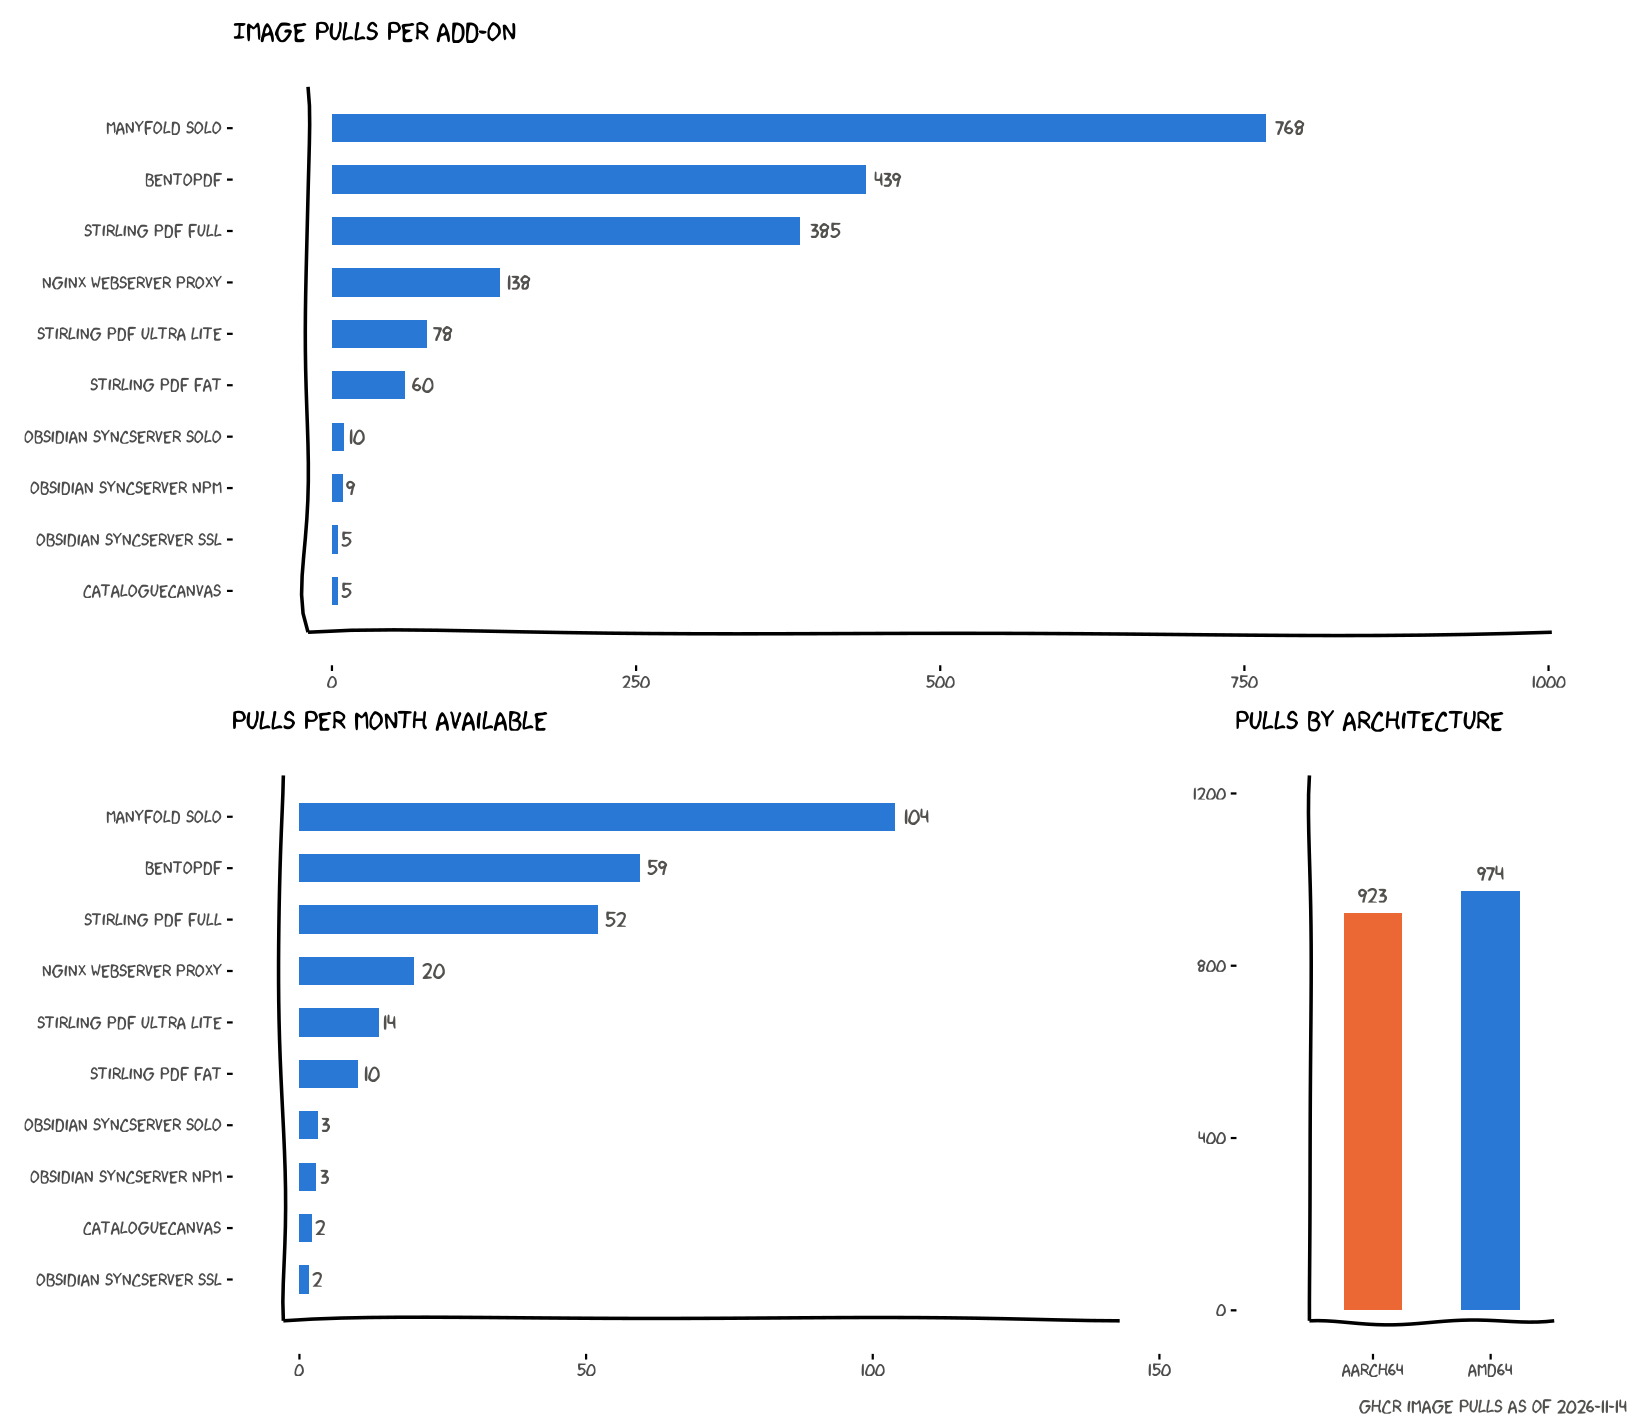 IMAGE PULLS PER ADD-ON
MANYFOLD SOLO 768
BENTOPDF 439
STIRLING PDF FULL 385
NGINX WEBSERVER PROXY 138
STIRLING PDF ULTRA LITE 78
STIRLING PDF FAT 60
OBSIDIAN SYNCSERVER SOLO 10
OBSIDIAN SYNCSERVER NPM 9
OBSIDIAN SYNCSERVER SSL 5
CATALOGUECANVAS 5
0 250 500 750 1000
PULLS PER MONTH AVAILABLE
MANYFOLD SOLO 104
BENTOPDF 59
STIRLING PDF FULL 52
NGINX WEBSERVER PROXY 20
STIRLING PDF ULTRA LITE 14
STIRLING PDF FAT 10
OBSIDIAN SYNCSERVER SOLO 3
OBSIDIAN SYNCSERVER NPM 3
CATALOGUECANVAS 2
OBSIDIAN SYNCSERVER SSL 2
0 50 100 150
PULLS BY ARCHITECTURE
1200
974
923
800
400
0
AARCH64 AMD64
GHCR IMAGE PULLS AS OF 2026-11-14